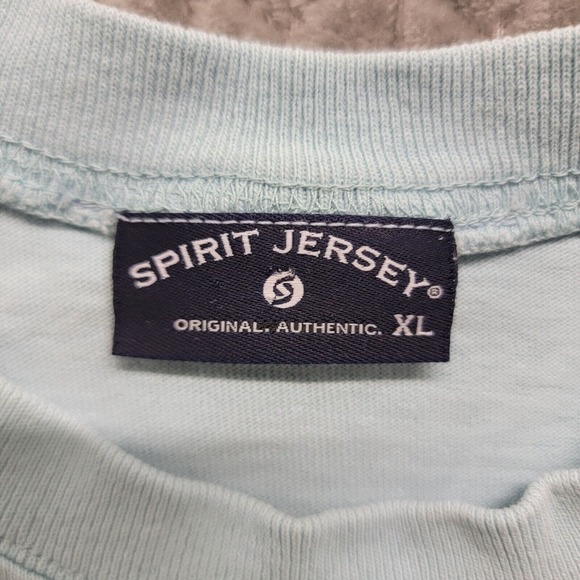 SPIRIT JERSEY®
S
ORIGINAL. AUTHENTIC. XL